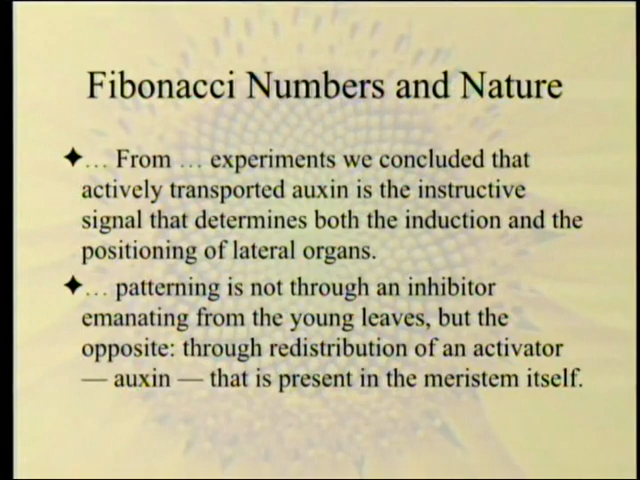 Fibonacci Numbers and Nature
✦… From … experiments we concluded that
actively transported auxin is the instructive
signal that determines both the induction and the
positioning of lateral organs.
✦… patterning is not through an inhibitor
emanating from the young leaves, but the
opposite: through redistribution of an activator
— auxin — that is present in the meristem itself.